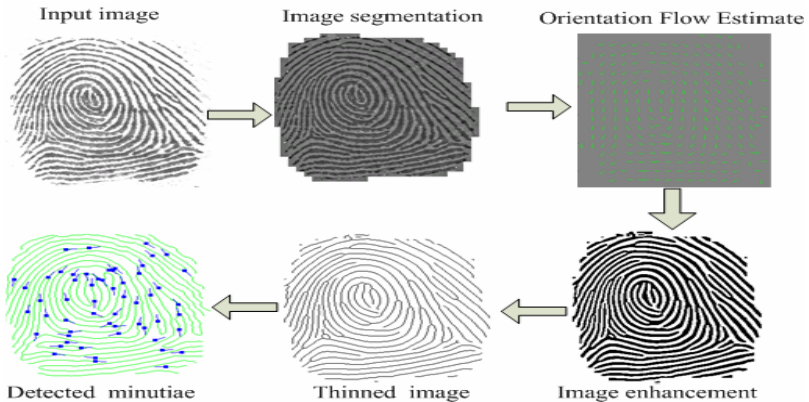 Input image
Image segmentation
Orientation Flow Estimate
Image enhancement
Thinned image
Detected minutiae